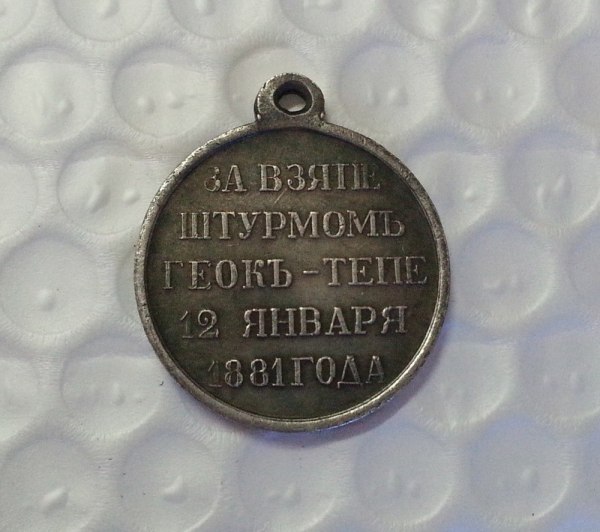 ЗА ВЗЯТІЕ
ШТУРМОМЪ
ГЕОКЪ-ТЕПЕ
12 ЯНВАРЯ
1881 ГОДА